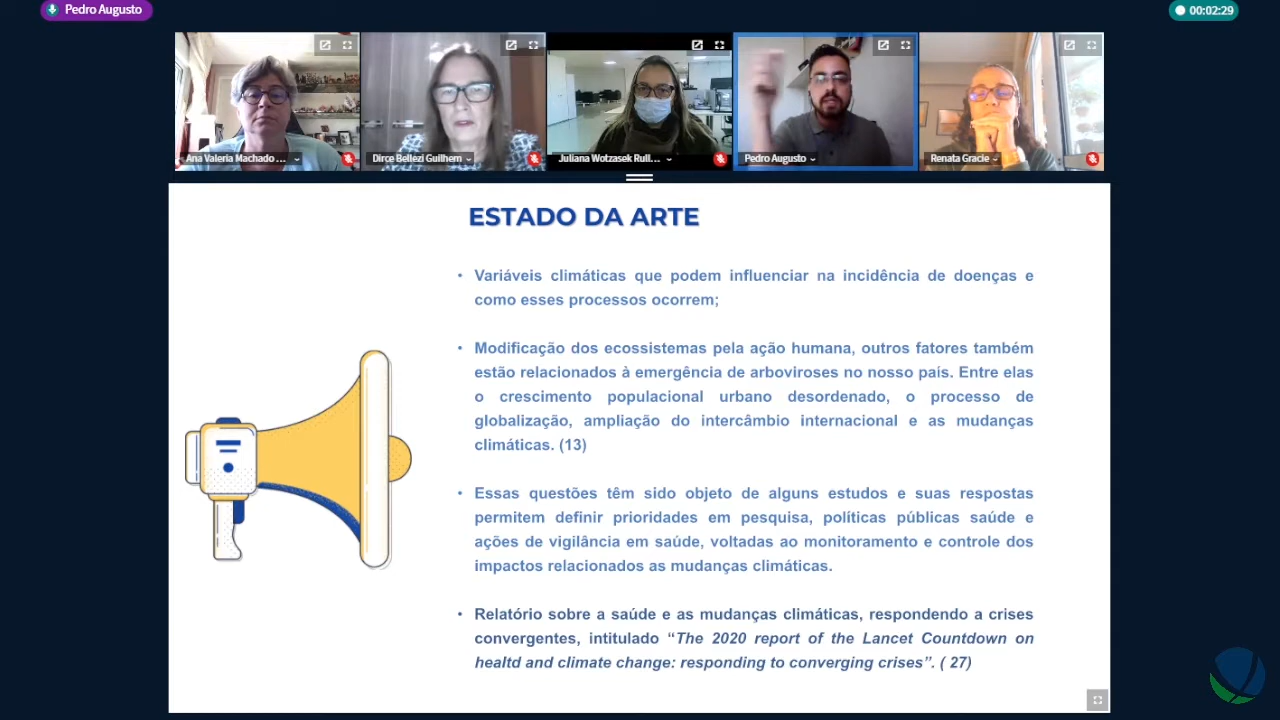 Pedro Augusto
00:02:29
Ana Valeria Machado ...
Dirce Bellezi Guilhem
Juliana Wotzasek Rull...
Pedro Augusto
Renata Gracie
ESTADO DA ARTE
• Variáveis climáticas que podem influenciar na incidência de doenças e
como esses processos ocorrem;
• Modificação dos ecossistemas pela ação humana, outros fatores também
estão relacionados à emergência de arboviroses no nosso país. Entre elas
o crescimento populacional urbano desordenado, o processo de
globalização, ampliação do intercâmbio internacional e as mudanças
climáticas. (13)
• Essas questões têm sido objeto de alguns estudos e suas respostas
permitem definir prioridades em pesquisa, políticas públicas saúde e
ações de vigilância em saúde, voltadas ao monitoramento e controle dos
impactos relacionados as mudanças climáticas.
• Relatório sobre a saúde e as mudanças climáticas, respondendo a crises
convergentes, intitulado “The 2020 report of the Lancet Countdown on
healtd and climate change: responding to converging crises”. ( 27)